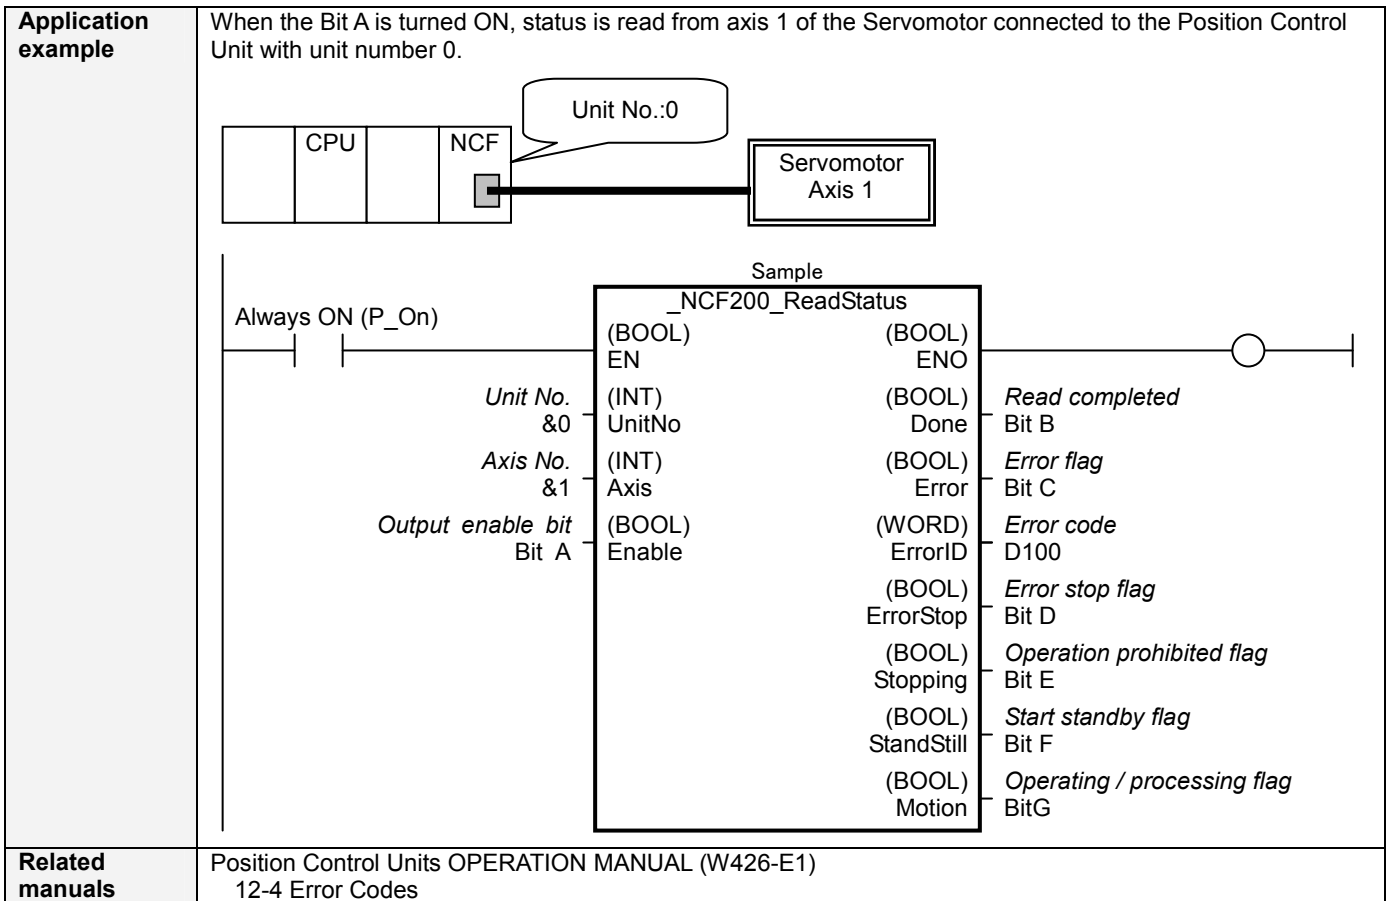 Application
example
When the Bit A is turned ON, status is read from axis 1 of the Servomotor connected to the Position Control
Unit with unit number 0.
Unit No.:0
CPU
NCF
Servomotor
Axis 1
Sample
_NCF200_ReadStatus
Always ON (P_On)
(BOOL)
EN
(BOOL)
ENO
Unit No.
&0
(INT)
UnitNo
(BOOL)
Done
Read completed
Bit B
Axis No.
&1
(INT)
Axis
(BOOL)
Error
Error flag
Bit C
Output enable bit
Bit A
(BOOL)
Enable
(WORD)
ErrorID
Error code
D100
(BOOL)
ErrorStop
Error stop flag
Bit D
(BOOL)
Stopping
Operation prohibited flag
Bit E
(BOOL)
StandStill
Start standby flag
Bit F
(BOOL)
Motion
Operating / processing flag
BitG
Related
manuals
Position Control Units OPERATION MANUAL (W426-E1)
12-4 Error Codes